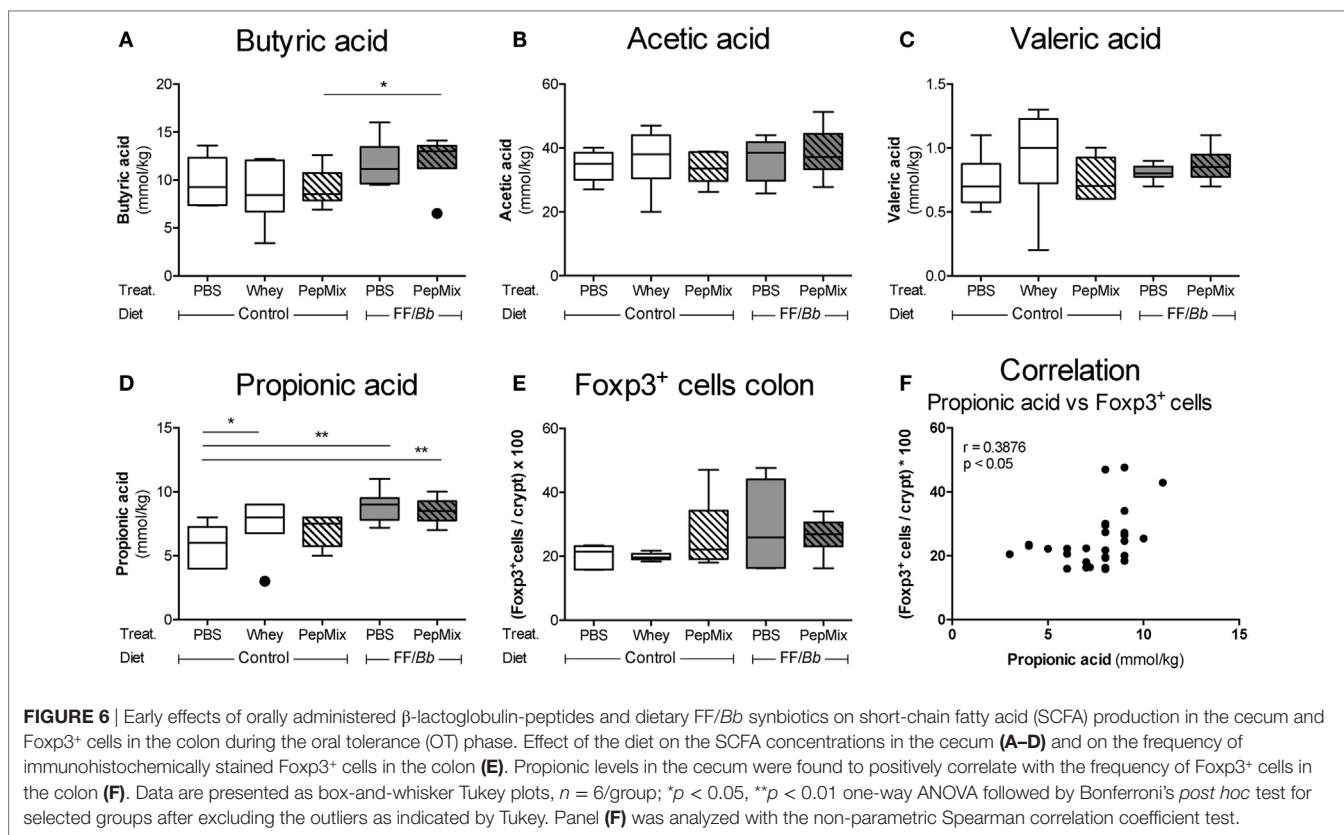 A Butyric acid
20
15
10
5
0
Butyric acid
(mmol/kg)
*
Treat. PBS Whey PepMix PBS PepMix
Diet Control FF/Bb
B Acetic acid
60
40
20
0
Acetic acid
(mmol/kg)
PBS Whey PepMix PBS PepMix
Control FF/Bb
C Valeric acid
1.5
1.0
0.5
0.0
Valeric acid
(mmol/kg)
PBS Whey PepMix PBS PepMix
Control FF/Bb
D Propionic acid
15
10
5
0
Propionic acid
(mmol/kg)
*
**
**
Treat. PBS Whey PepMix PBS PepMix
Diet Control FF/Bb
E Foxp3+ cells colon
60
40
20
0
(Foxp3+cells / crypt) x 100
Treat. PBS Whey PepMix PBS PepMix
Diet Control FF/Bb
F Correlation
Propionic acid vs Foxp3+ cells
60
40
20
0
(Foxp3+ cells / crypt) * 100
r = 0.3876
p < 0.05
0 5 10 15
Propionic acid (mmol/kg)
FIGURE 6 | Early effects of orally administered β-lactoglobulin-peptides and dietary FF/Bb synbiotics on short-chain fatty acid (SCFA) production in the cecum and
Foxp3+ cells in the colon during the oral tolerance (OT) phase. Effect of the diet on the SCFA concentrations in the cecum (A–D) and on the frequency of
immunohistochemically stained Foxp3+ cells in the colon (E). Propionic levels in the cecum were found to positively correlate with the frequency of Foxp3+ cells in
the colon (F). Data are presented as box-and-whisker Tukey plots, n = 6/group; *p < 0.05, **p < 0.01 one-way ANOVA followed by Bonferroni's post hoc test for
selected groups after excluding the outliers as indicated by Tukey. Panel (F) was analyzed with the non-parametric Spearman correlation coefficient test.